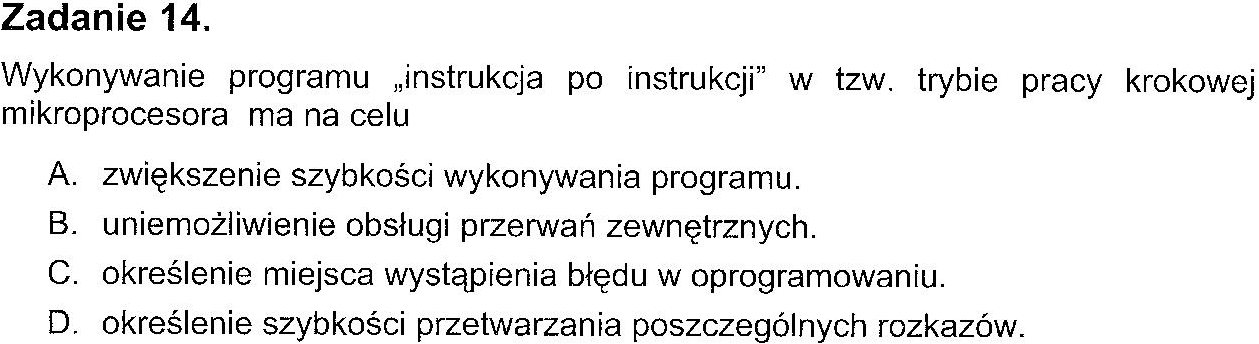 Zadanie 14.
Wykonywanie programu „instrukcja po instrukcji” w tzw. trybie pracy krokowej
mikroprocesora ma na celu
A. zwiększenie szybkości wykonywania programu.
B. uniemożliwienie obsługi przerwań zewnętrznych.
C. określenie miejsca wystąpienia błędu w oprogramowaniu.
D. określenie szybkości przetwarzania poszczególnych rozkazów.